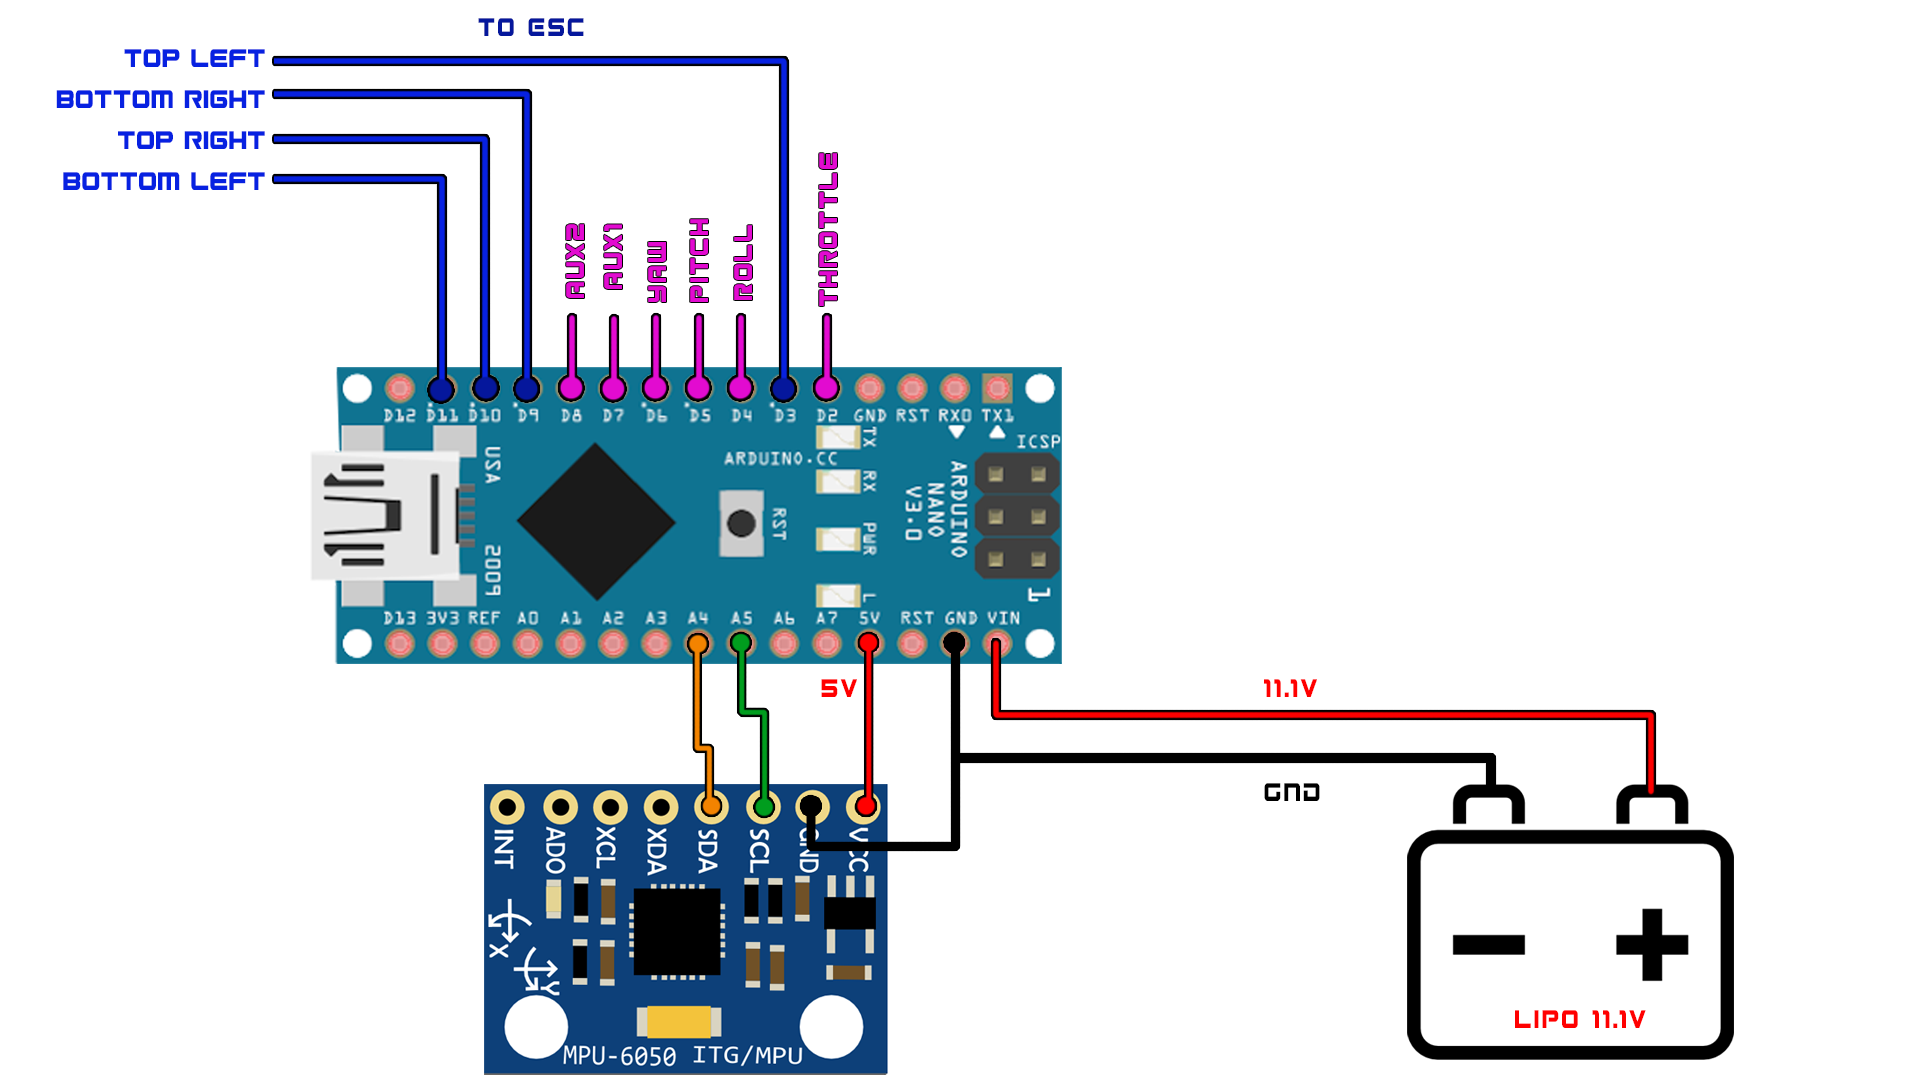 TO ESC
TOP LEFT
BOTTOM RIGHT
TOP RIGHT
BOTTOM LEFT
AUX2
AUX1
YAW
PITCH
ROLL
THROTTLE
D12 D11 D10 D9 D8 D7 D6 D5 D4 D3 D2 GND RST RX0 TX1
ICSP
TX
RX
PWR
L
ARDUINO.CC
RST
ARDUINO
NANO
V3.0
USA
2009
1
D13 3V3 REF A0 A1 A2 A3 A4 A5 A6 A7 5V RST GND VIN
5V
11.1V
GND
INT ADO XCL XDA SDA SCL GND VCC
X
Y
MPU-6050 ITG/MPU
LIPO 11.1V